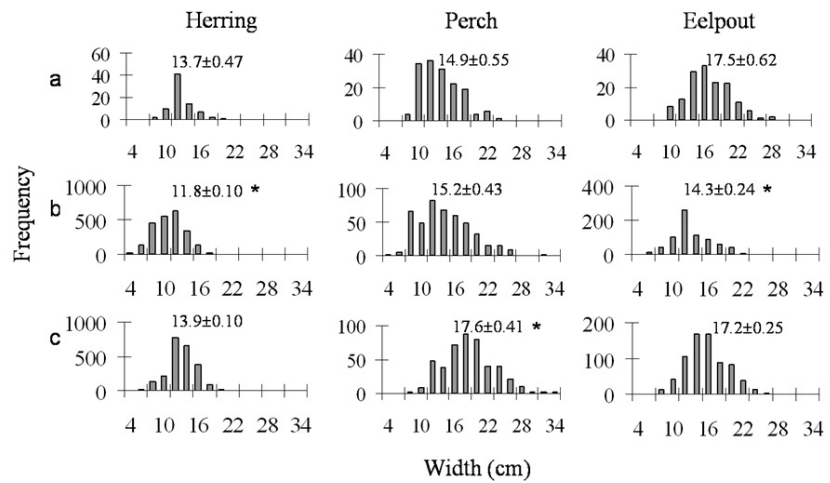 Herring Perch Eelpout
a
60 13.7±0.47 40 14.9±0.55 40 17.5±0.62
40
20 20 20
0 0 0
4 10 16 22 28 34 4 10 16 22 28 34 4 10 16 22 28 34
Frequency
b
1000 11.8±0.10 * 100 15.2±0.43 400 14.3±0.24 *
500 50 200
0 0 0
4 10 16 22 28 34 4 10 16 22 28 34 4 10 16 22 28 34
c
1000 13.9±0.10 100 17.6±0.41 * 200 17.2±0.25
500 50 100
0 0 0
4 10 16 22 28 34 4 10 16 22 28 34 4 10 16 22 28 34
Width (cm)